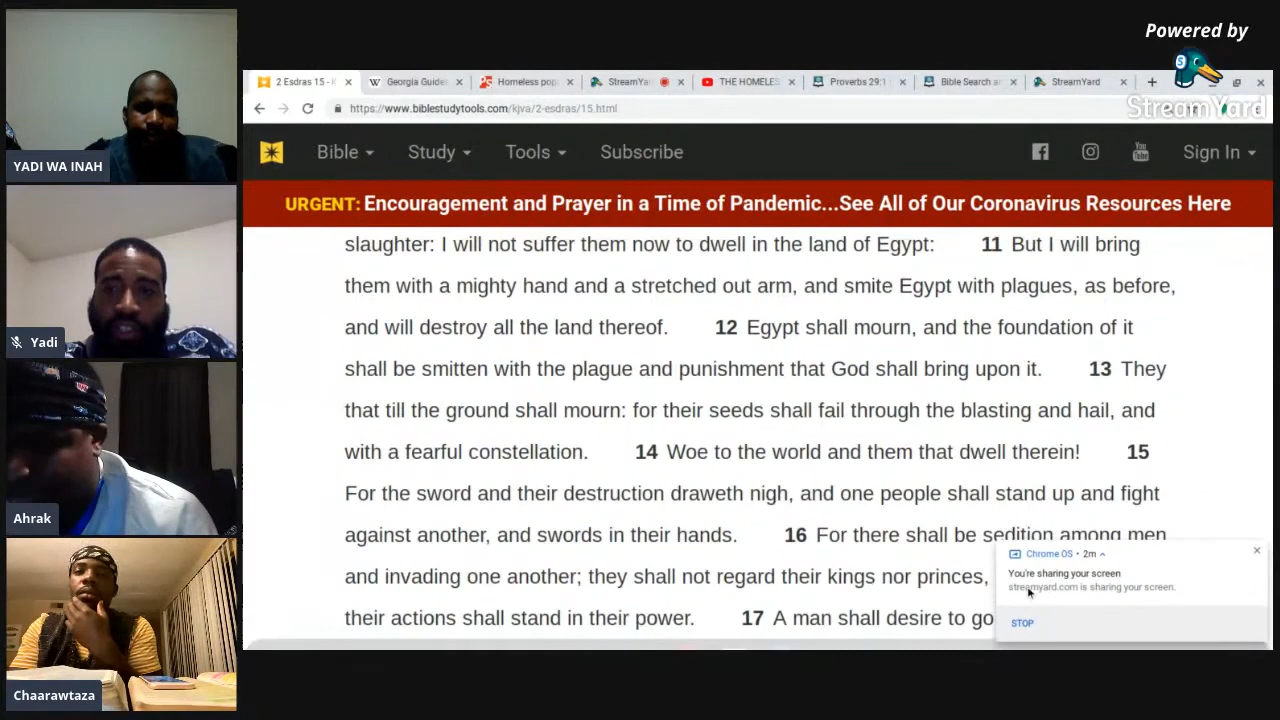 Powered by
StreamYard
YADI WA INAH
Yadi
Ahrak
Chaarawtaza
2 Esdras 15 - K
Georgia Guide
Homeless pop
StreamYar
THE HOMELES
Proverbs 29:1
Bible Search an
StreamYard
https://www.biblestudytools.com/kjva/2-esdras/15.html
Bible Study Tools Subscribe Sign In
URGENT: Encouragement and Prayer in a Time of Pandemic...See All of Our Coronavirus Resources Here
slaughter: I will not suffer them now to dwell in the land of Egypt: 11 But I will bring
them with a mighty hand and a stretched out arm, and smite Egypt with plagues, as before,
and will destroy all the land thereof. 12 Egypt shall mourn, and the foundation of it
shall be smitten with the plague and punishment that God shall bring upon it. 13 They
that till the ground shall mourn: for their seeds shall fail through the blasting and hail, and
with a fearful constellation. 14 Woe to the world and them that dwell therein! 15
For the sword and their destruction draweth nigh, and one people shall stand up and fight
against another, and swords in their hands. 16 For there shall be sedition among men
and invading one another; they shall not regard their kings nor princes,
their actions shall stand in their power. 17 A man shall desire to go
Chrome OS • 2m
You're sharing your screen
streamyard.com is sharing your screen.
STOP